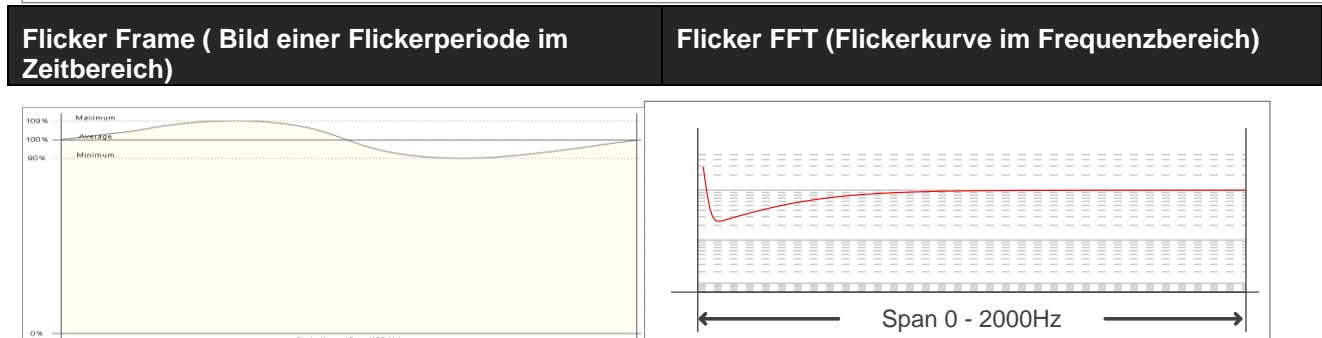 Flicker Frame ( Bild einer Flickerperiode im
Zeitbereich)
Flicker FFT (Flickerkurve im Frequenzbereich)
Maximum
100%
Average
90%
Minimum
0%
Span 0 - 2000Hz